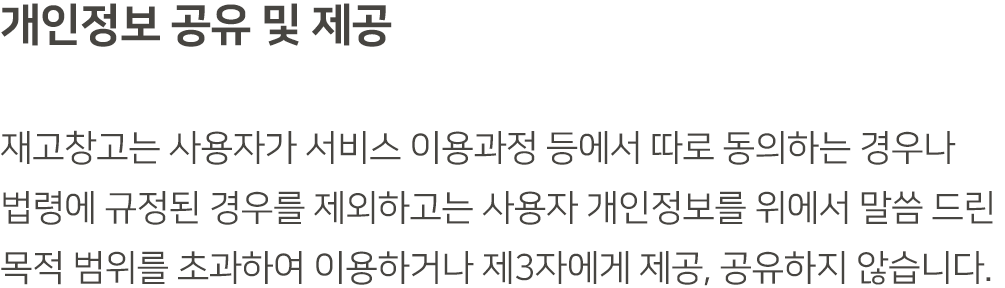 개인정보 공유 및 제공
재고창고는 사용자가 서비스 이용과정 등에서 따로 동의하는 경우나
법령에 규정된 경우를 제외하고는 사용자 개인정보를 위에서 말씀 드린
목적 범위를 초과하여 이용하거나 제3자에게 제공, 공유하지 않습니다.